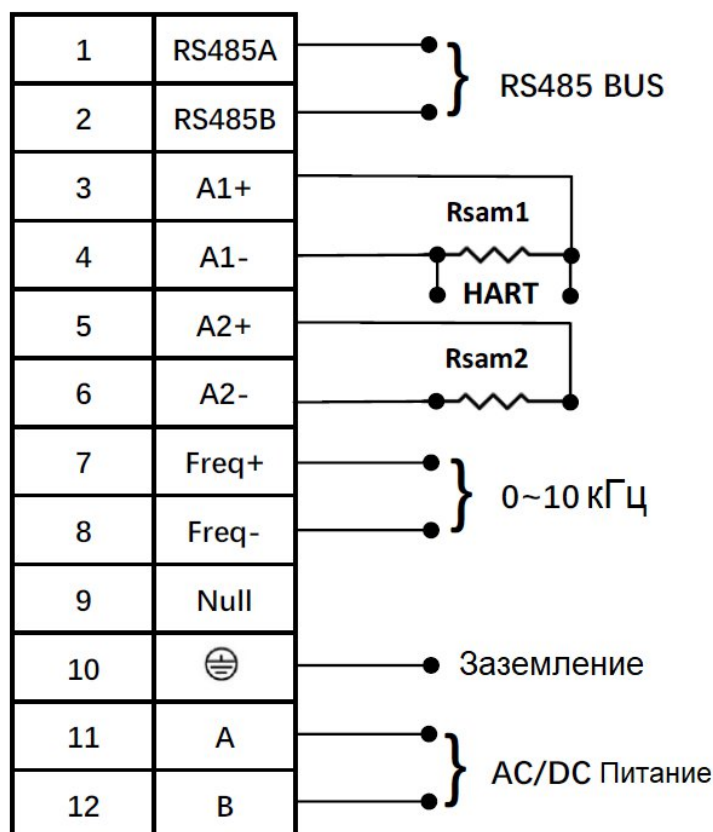 1 RS485A
RS485 BUS
2 RS485B
3 A1+
Rsam1
4 A1-
HART
5 A2+
Rsam2
6 A2-
7 Freq+
0~10 кГц
8 Freq-
9 Null
10 Заземление
11 A
AC/DC Питание
12 B